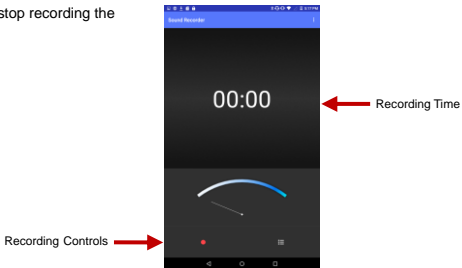 stop recording the
Sound Recorder
00:00
Recording Time
Recording Controls